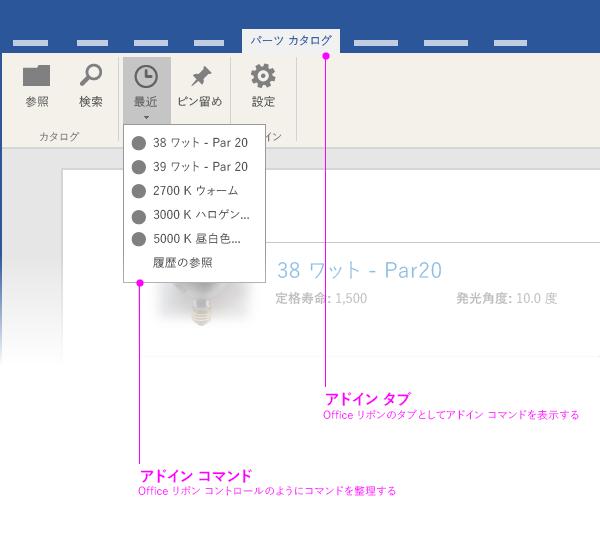 パーツ カタログ
参照
検索
最近
ピン留め
設定
カタログ
イン
38 ワット - Par 20
39 ワット - Par 20
2700 K ウォーム
3000 K ハロゲン...
5000 K 昼白色...
履歴の参照
38 ワット - Par20
定格寿命: 1,500
発光角度: 10.0 度
アドイン タブ
Office リボンのタブとしてアドイン コマンドを表示する
アドイン コマンド
Office リボン コントロールのようにコマンドを整理する